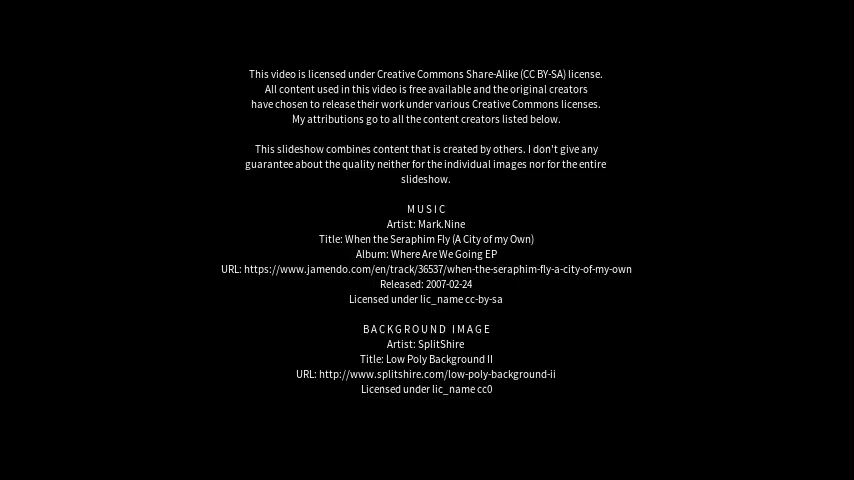 This video is licensed under Creative Commons Share-Alike (CC BY-SA) license.
All content used in this video is free available and the original creators
have chosen to release their work under various Creative Commons licenses.
My attributions go to all the content creators listed below.
This slideshow combines content that is created by others. I don't give any
guarantee about the quality neither for the individual images nor for the entire
slideshow.
MUSIC
Artist: Mark.Nine
Title: When the Seraphim Fly (A City of my Own)
Album: Where Are We Going EP
URL: https://www.jamendo.com/en/track/36537/when-the-seraphim-fly-a-city-of-my-own
Released: 2007-02-24
Licensed under lic_name cc-by-sa
BACKGROUND IMAGE
Artist: SplitShire
Title: Low Poly Background II
URL: http://www.splitshire.com/low-poly-background-ii
Licensed under lic_name cc0